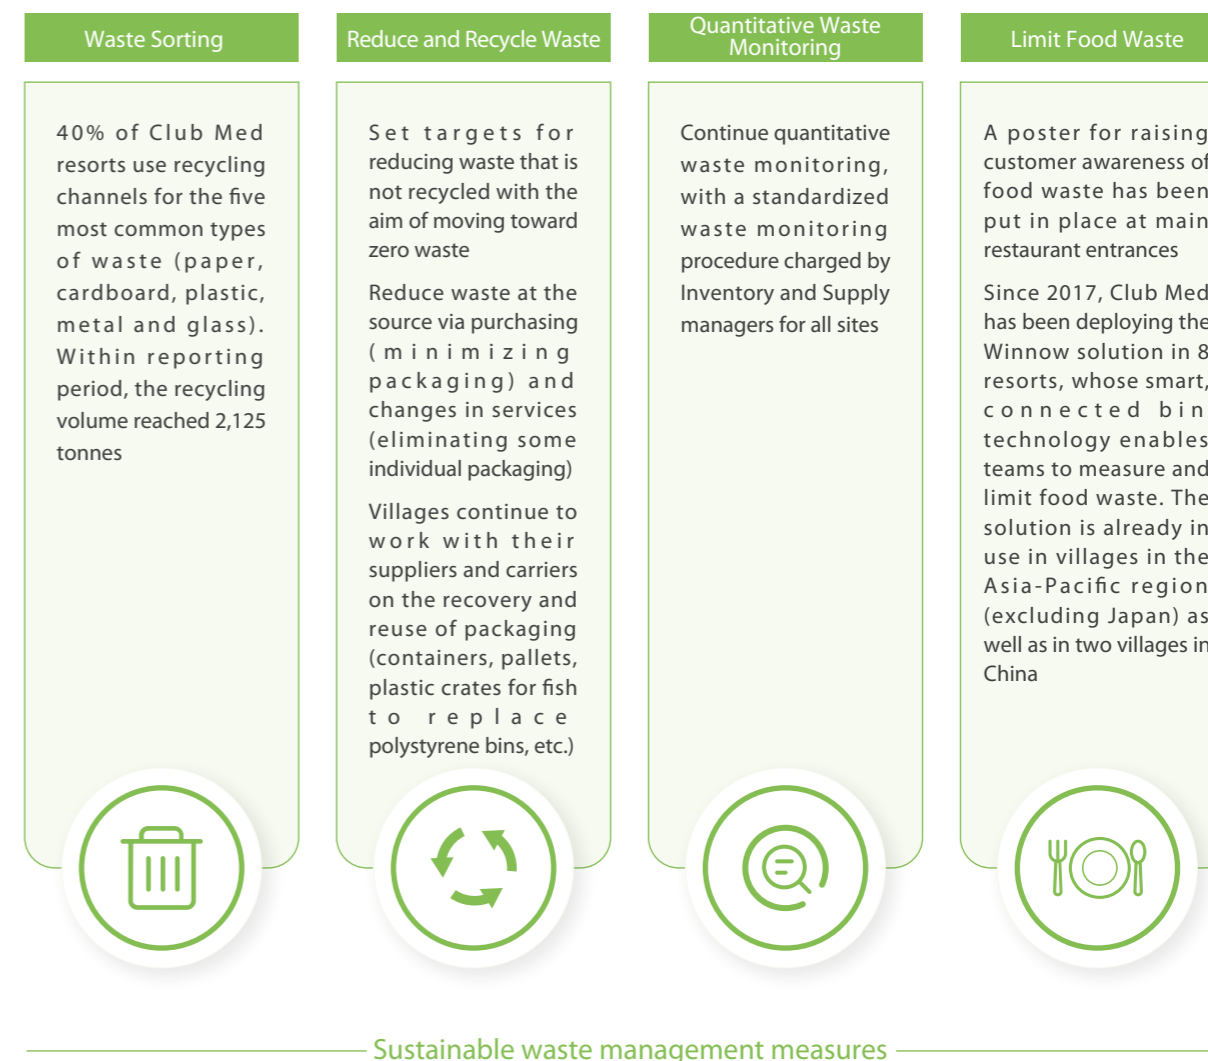 Waste Sorting
40% of Club Med
resorts use recycling
channels for the five
most common types
of waste (paper,
cardboard, plastic,
metal and glass).
Within reporting
period, the recycling
volume reached 2,125
tonnes
Reduce and Recycle Waste
Set targets for
reducing waste that is
not recycled with the
aim of moving toward
zero waste
Reduce waste at the
source via purchasing
(minimizing
packaging) and
changes in services
(eliminating some
individual packaging)
Villages continue to
work with their
suppliers and carriers
on the recovery and
reuse of packaging
(containers, pallets,
plastic crates for fish
to replace
polystyrene bins, etc.)
Quantitative Waste
Monitoring
Continue quantitative
waste monitoring,
with a standardized
waste monitoring
procedure charged by
Inventory and Supply
managers for all sites
Limit Food Waste
A poster for raising
customer awareness of
food waste has been
put in place at main
restaurant entrances
Since 2017, Club Med
has been deploying the
Winnow solution in 8
resorts, whose smart,
connected bin
technology enables
teams to measure and
limit food waste. The
solution is already in
use in villages in the
Asia-Pacific region
(excluding Japan) as
well as in two villages in
China
Sustainable waste management measures